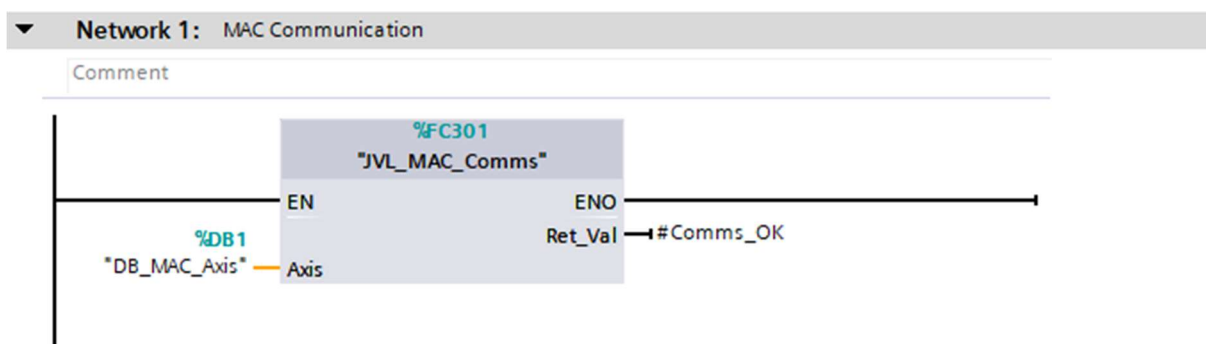 Network 1: MAC Communication
Comment
%FC301
"JVL_MAC_Comms"
EN ENO
%DB1 Ret_Val #Comms_OK
"DB_MAC_Axis" Axis